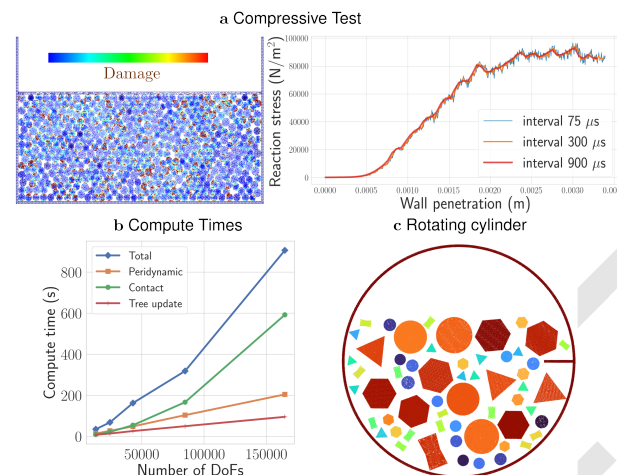 a Compressive Test
Damage
Reaction stress (N/m²)
100000
80000
60000
40000
20000
0
interval 75 μs
interval 300 μs
interval 900 μs
0.0000 0.0005 0.0010 0.0015 0.0020 0.0025 0.0030
Wall penetration (m)
b Compute Times
Compute time (s)
800
600
400
200
0
Total
Peridynamic
Contact
Tree update
50000 100000 150000
Number of DoFs
c Rotating cylinder